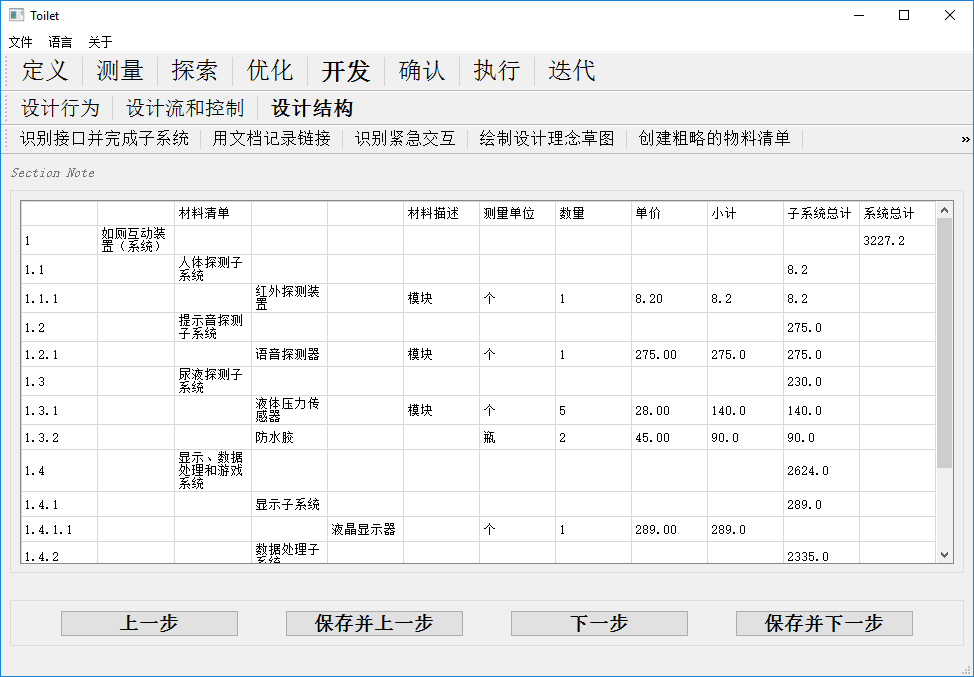 Toilet
文件 语言 关于
定义 测量 探索 优化 开发 确认 执行 迭代
设计行为 设计流和控制 设计结构
识别接口并完成子系统 用文档记录链接 识别紧急交互 绘制设计理念草图 创建粗略的物料清单 »
Section Note
材料清单 材料描述 测量单位 数量 单价 小计 子系统总计 系统总计
1 如厕互动装置（系统） 3227.2
1.1 人体探测子系统 8.2
1.1.1 红外探测装置 模块 个 1 8.20 8.2 8.2
1.2 提示音探测子系统 275.0
1.2.1 语音探测器 模块 个 1 275.00 275.0 275.0
1.3 尿液探测子系统 230.0
1.3.1 液体压力传感器 模块 个 5 28.00 140.0 140.0
1.3.2 防水胶 瓶 2 45.00 90.0 90.0
1.4 显示、数据处理和游戏系统 2624.0
1.4.1 显示子系统 289.0
1.4.1.1 液晶显示器 个 1 289.00 289.0
1.4.2 数据处理子系统 2335.0
上一步 保存并上一步 下一步 保存并下一步